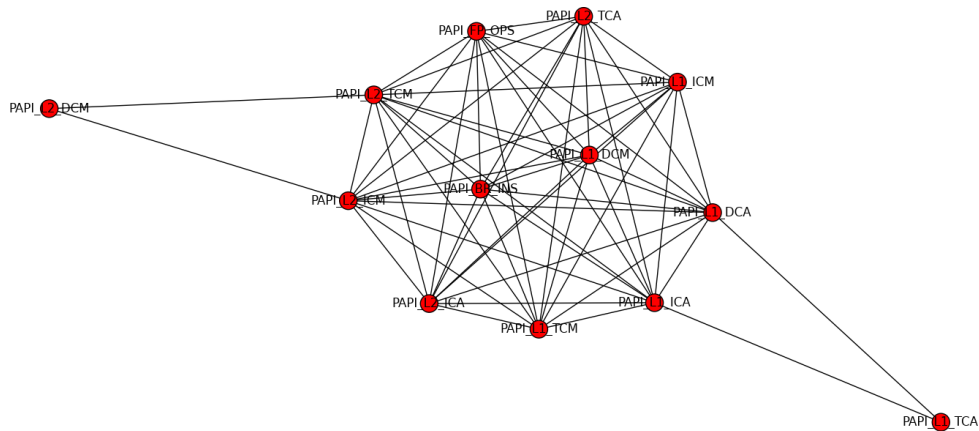 PAPI_L2_TCA
PAPI_FP_OPS
PAPI_L1_ICM
PAPI_L2_TCM
PAPI_L2_DCM
PAPI_L1_DCM
PAPI_BR_INS
PAPI_L2_ICM
PAPI_L1_DCA
PAPI_L2_ICA
PAPI_L1_ICA
PAPI_L1_TCM
PAPI_L1_TCA